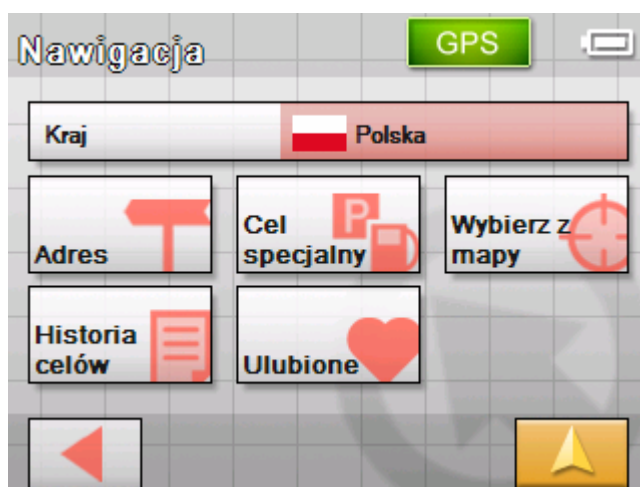 Nawigacja
GPS
Kraj
Polska
Adres
Cel
specjalny
P
Wybierz z
mapy
Historia
celów
Ulubione